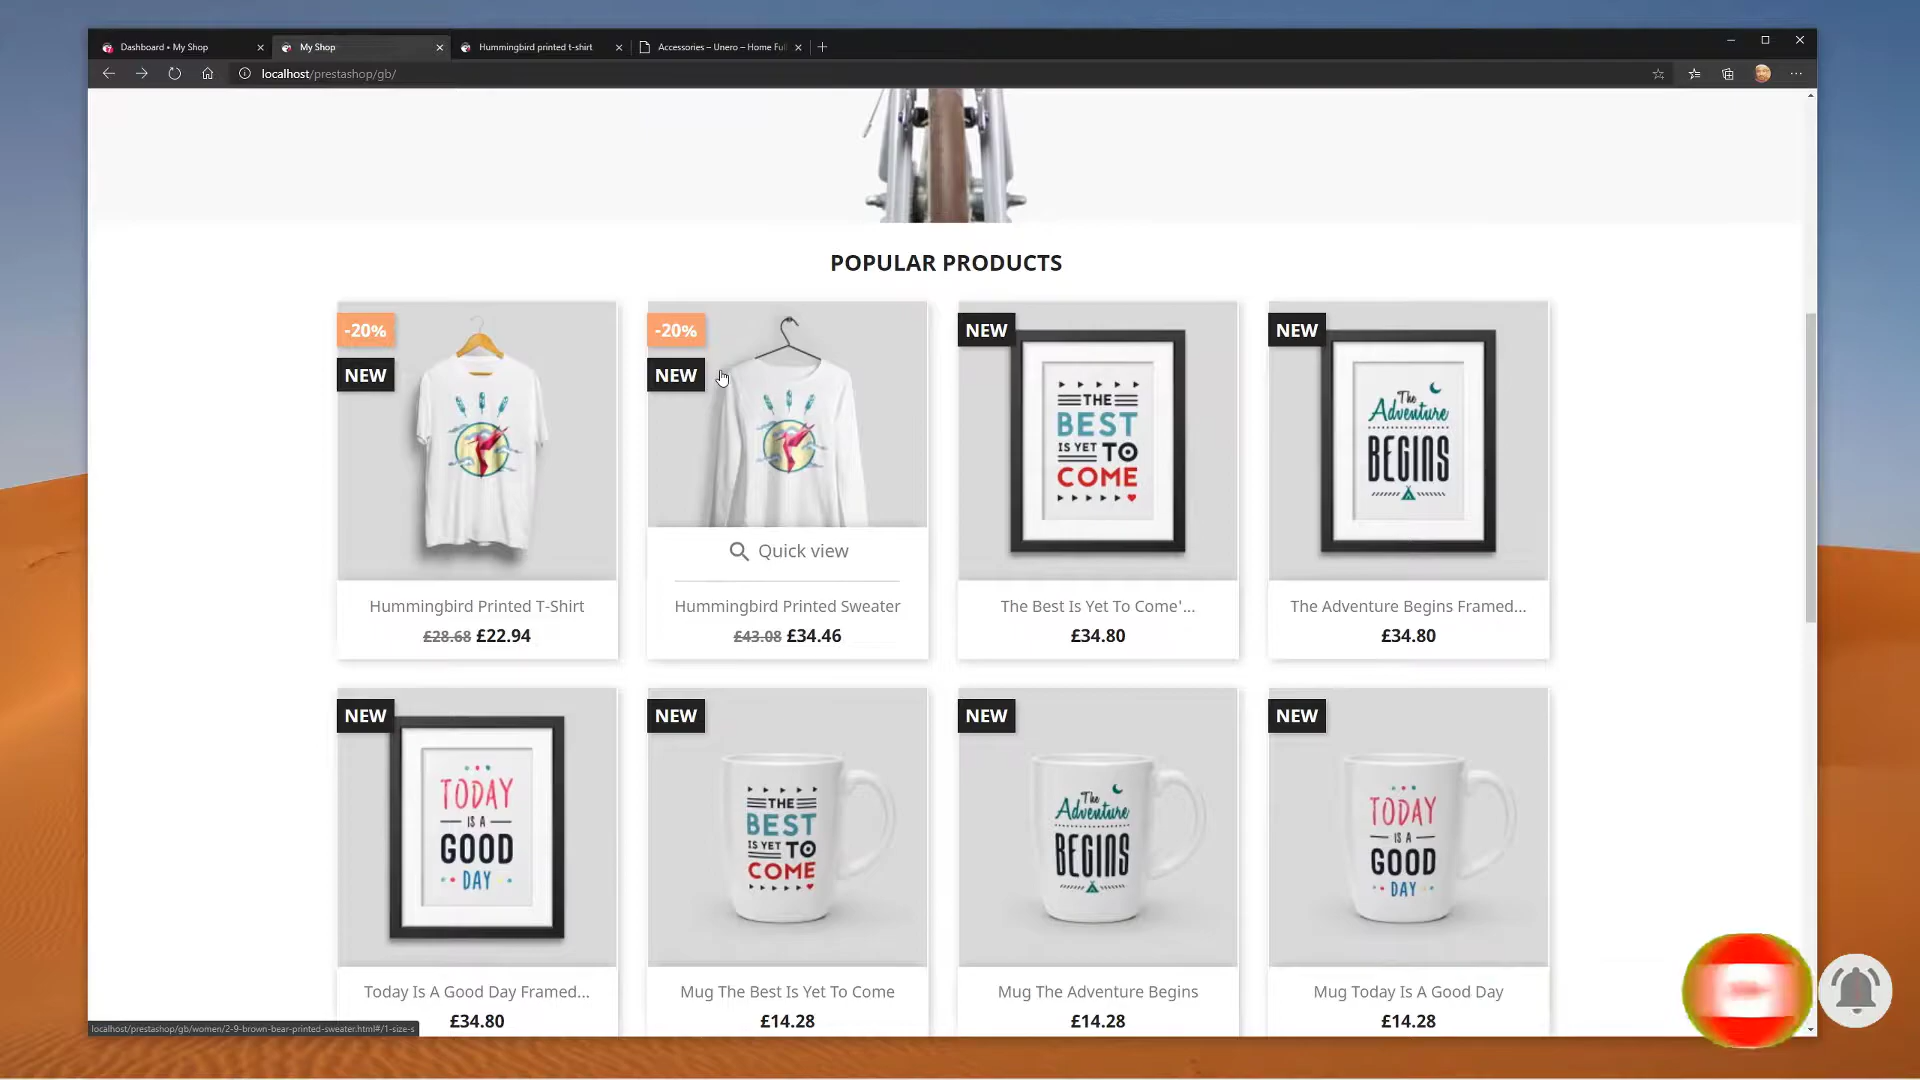 Dashboard • My Shop
My Shop
Hummingbird printed t-shirt
Accessories – Unero – Home Ful
localhost/prestashop/gb/
POPULAR PRODUCTS
-20%
NEW
-20%
NEW
NEW
THE
BEST
IS YET TO
COME
NEW
The
Adventure
BEGINS
Quick view
Hummingbird Printed T-Shirt
£28.68 £22.94
Hummingbird Printed Sweater
£43.08 £34.46
The Best Is Yet To Come'...
£34.80
The Adventure Begins Framed...
£34.80
NEW
TODAY
IS A
GOOD
DAY
NEW
THE
BEST
IS YET TO
COME
NEW
The
Adventure
BEGINS
NEW
TODAY
IS A
GOOD
DAY
Today Is A Good Day Framed...
£34.80
Mug The Best Is Yet To Come
£14.28
Mug The Adventure Begins
£14.28
Mug Today Is A Good Day
£14.28
localhost/prestashop/gb/women/2-9-brown-bear-printed-sweater.html#/1-size-s